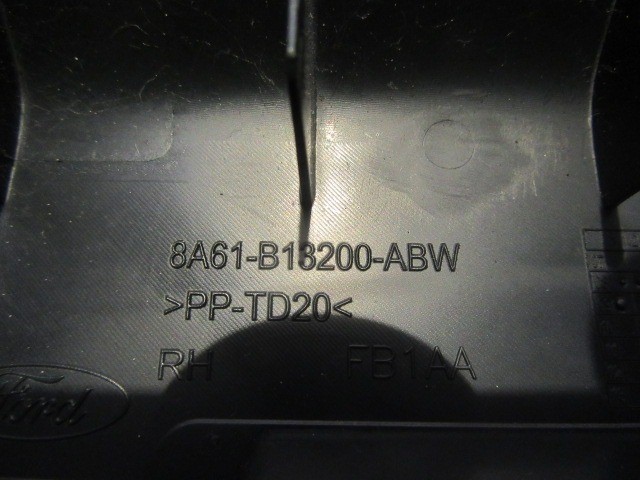 8A61-B13200-ABW
>PP-TD20<
RH FB1AA
Ford